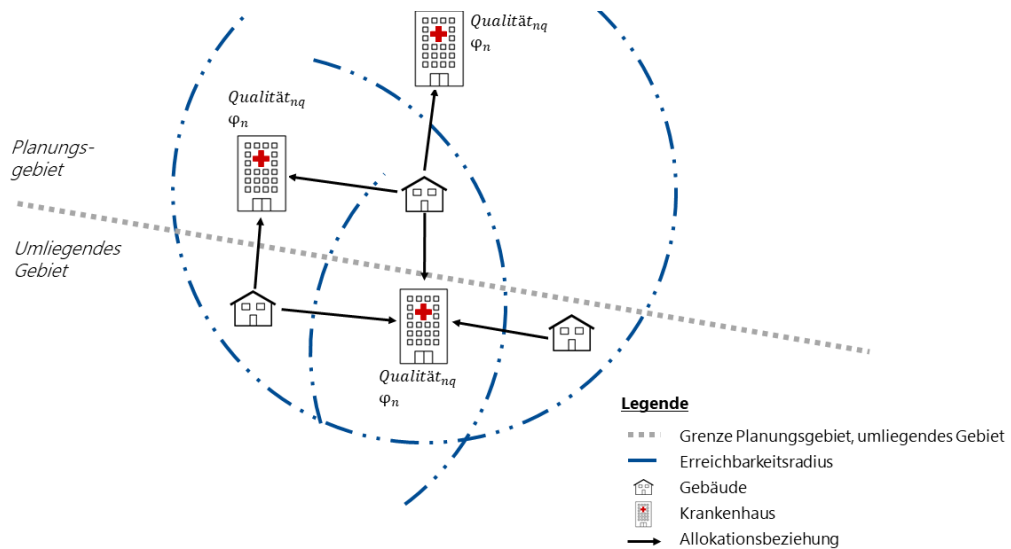 Qualität_nq
φ_n
Qualität_nq
φ_n
Planungs-
gebiet
Umliegendes
Gebiet
Qualität_nq
φ_n
Legende
Grenze Planungsgebiet, umliegendes Gebiet
Erreichbarkeitsradius
Gebäude
Krankenhaus
Allokationsbeziehung